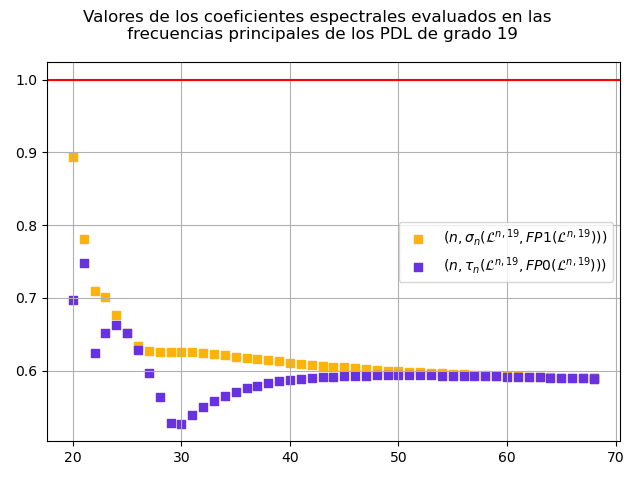 Valores de los coeficientes espectrales evaluados en las
frecuencias principales de los PDL de grado 19
1.0
0.9
0.8
(n, σₙ(ℒⁿ,¹⁹, FP1(ℒⁿ,¹⁹)))
(n, τₙ(ℒⁿ,¹⁹, FP0(ℒⁿ,¹⁹)))
0.7
0.6
20 30 40 50 60 70